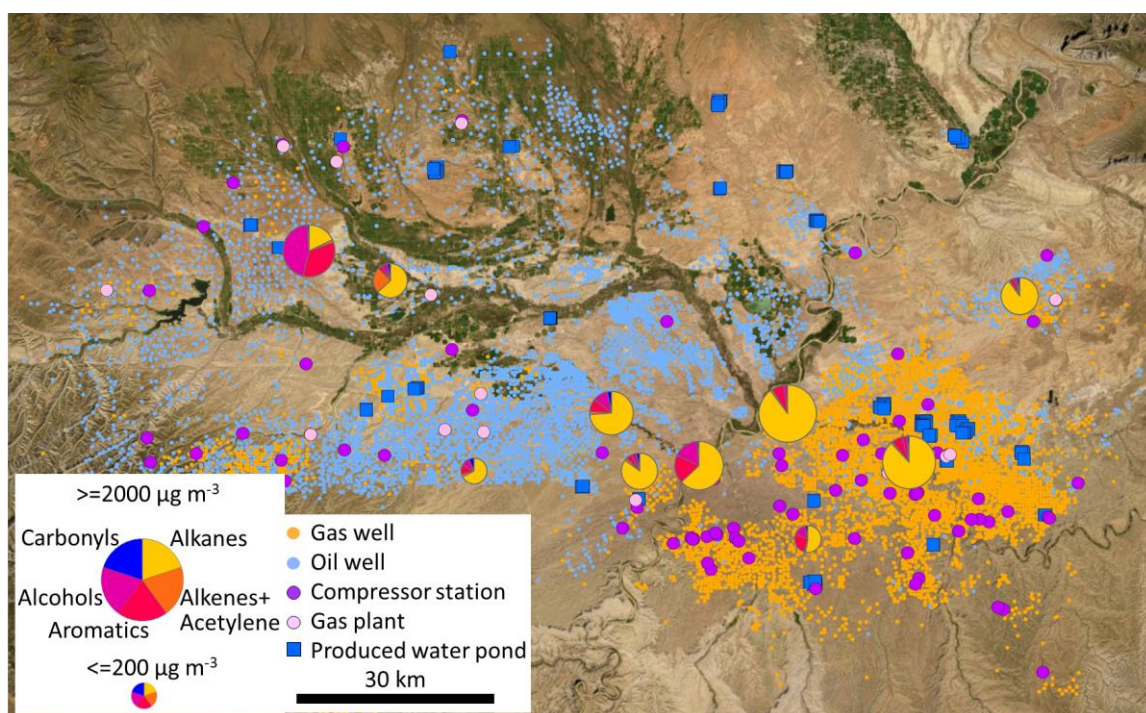 >=2000 µg m⁻³
Carbonyls
Alkanes
Alcohols
Alkenes+
Acetylene
Aromatics
<=200 µg m⁻³
Gas well
Oil well
Compressor station
Gas plant
Produced water pond
30 km